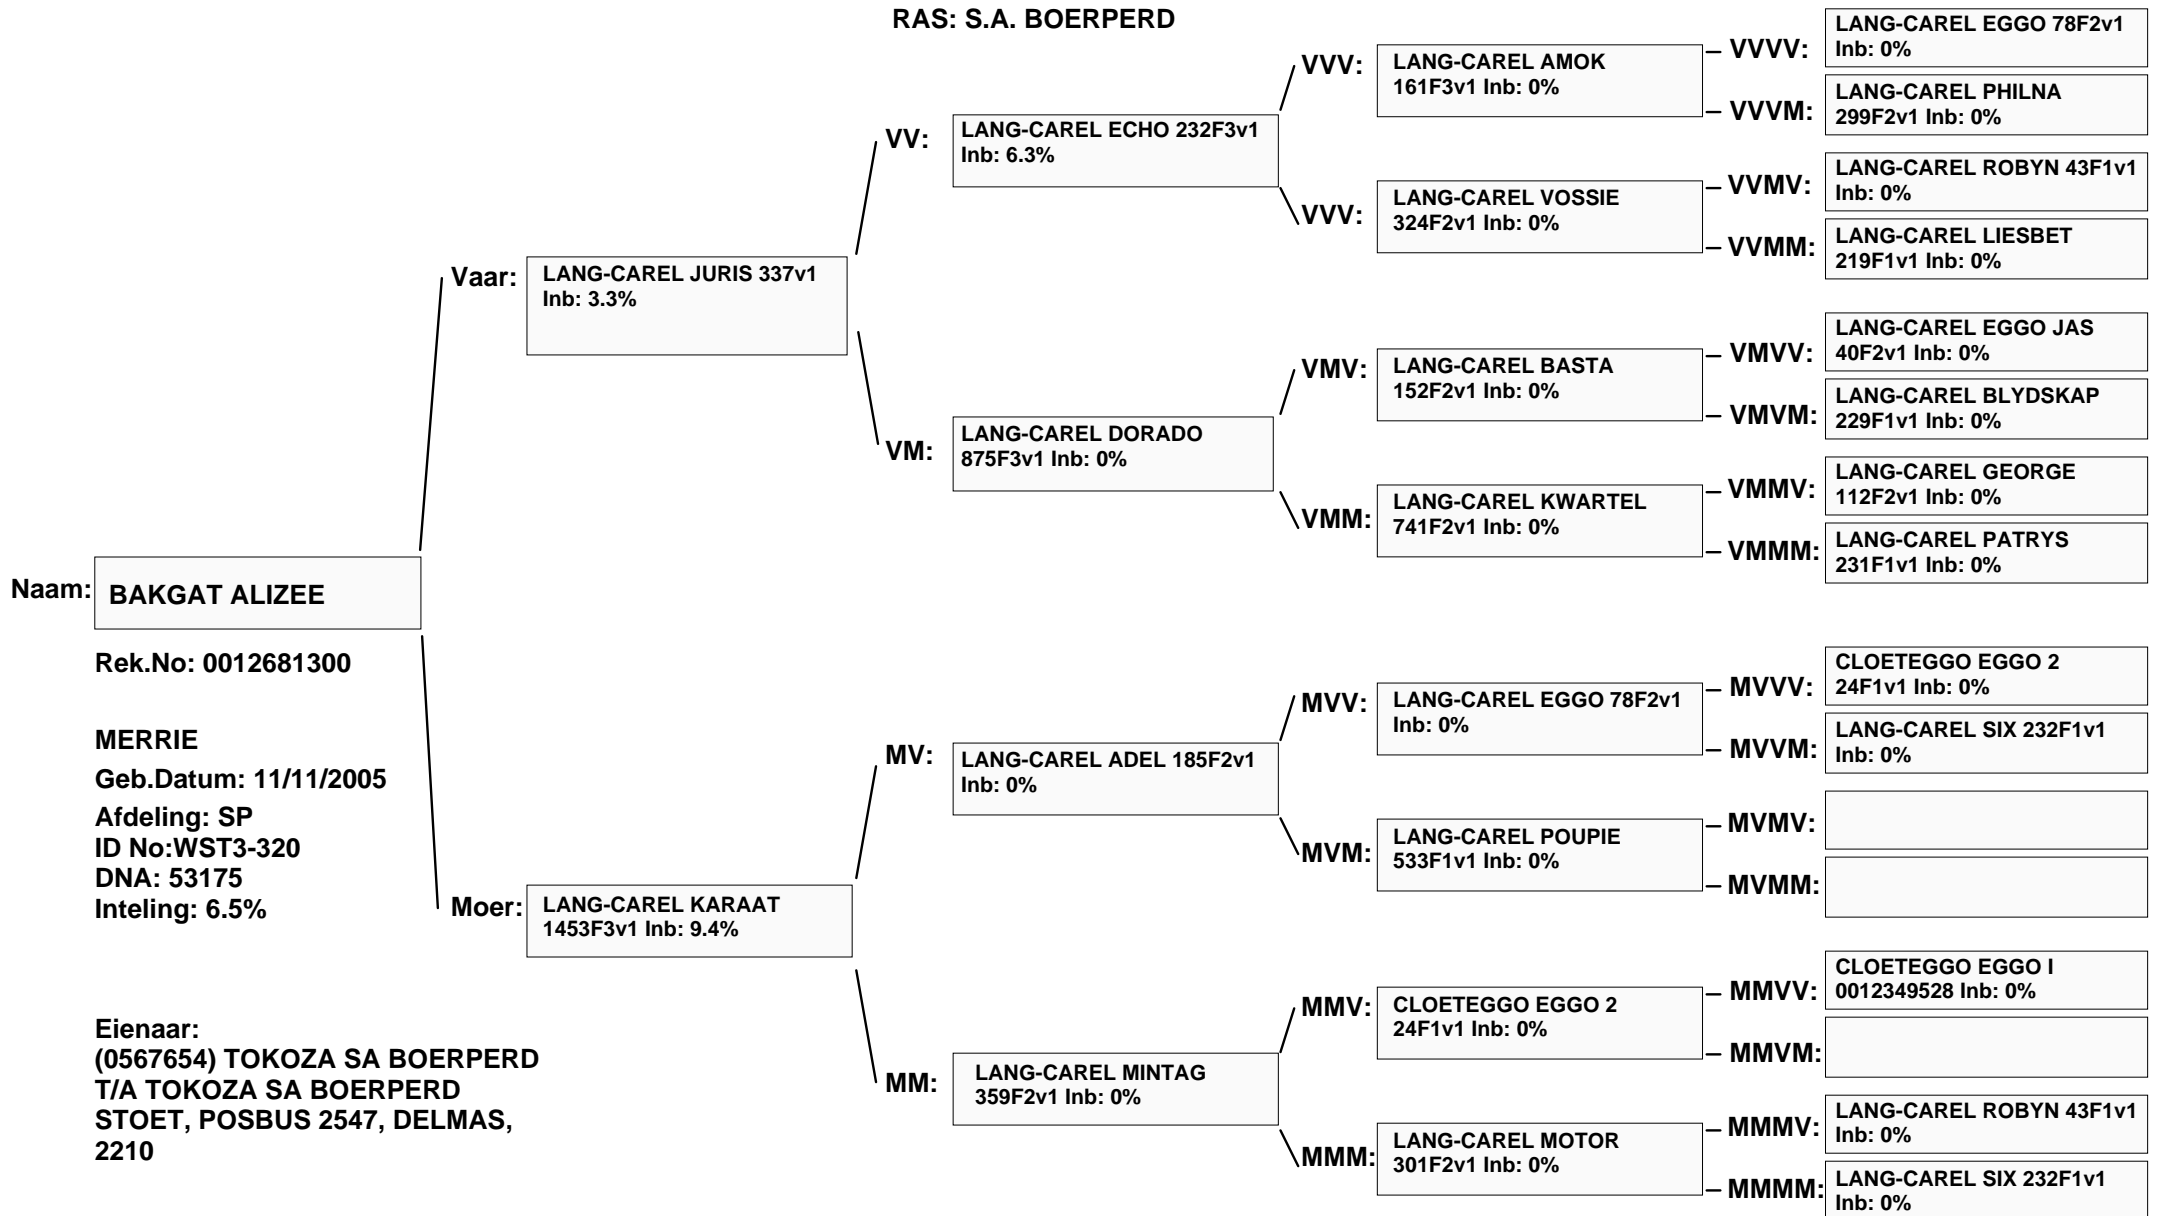 RAS: S.A. BOERPERD
Naam:
BAKGAT ALIZEE
Rek.No: 0012681300
MERRIE
Geb.Datum: 11/11/2005
Afdeling: SP
ID No:WST3-320
DNA: 53175
Inteling: 6.5%
Eienaar:
(0567654) TOKOZA SA BOERPERD
T/A TOKOZA SA BOERPERD
STOET, POSBUS 2547, DELMAS,
2210
Vaar:
LANG-CAREL JURIS 337v1
Inb: 3.3%
Moer:
LANG-CAREL KARAAT
1453F3v1 Inb: 9.4%
VV:
LANG-CAREL ECHO 232F3v1
Inb: 6.3%
VM:
LANG-CAREL DORADO
875F3v1 Inb: 0%
MV:
LANG-CAREL ADEL 185F2v1
Inb: 0%
MM:
LANG-CAREL MINTAG
359F2v1 Inb: 0%
VVV:
LANG-CAREL AMOK
161F3v1 Inb: 0%
VVV:
LANG-CAREL VOSSIE
324F2v1 Inb: 0%
VMV:
LANG-CAREL BASTA
152F2v1 Inb: 0%
VMM:
LANG-CAREL KWARTEL
741F2v1 Inb: 0%
MVV:
LANG-CAREL EGGO 78F2v1
Inb: 0%
MVM:
LANG-CAREL POUPIE
533F1v1 Inb: 0%
MMV:
CLOETEGGO EGGO 2
24F1v1 Inb: 0%
MMM:
LANG-CAREL MOTOR
301F2v1 Inb: 0%
VVVV:
LANG-CAREL EGGO 78F2v1
Inb: 0%
VVVM:
LANG-CAREL PHILNA
299F2v1 Inb: 0%
VVMV:
LANG-CAREL ROBYN 43F1v1
Inb: 0%
VVMM:
LANG-CAREL LIESBET
219F1v1 Inb: 0%
VMVV:
LANG-CAREL EGGO JAS
40F2v1 Inb: 0%
VMVM:
LANG-CAREL BLYDSKAP
229F1v1 Inb: 0%
VMMV:
LANG-CAREL GEORGE
112F2v1 Inb: 0%
VMMM:
LANG-CAREL PATRYS
231F1v1 Inb: 0%
MVVV:
CLOETEGGO EGGO 2
24F1v1 Inb: 0%
MVVM:
LANG-CAREL SIX 232F1v1
Inb: 0%
MVMV:
MVMM:
MMVV:
CLOETEGGO EGGO I
0012349528 Inb: 0%
MMVM:
MMMV:
LANG-CAREL ROBYN 43F1v1
Inb: 0%
MMMM:
LANG-CAREL SIX 232F1v1
Inb: 0%